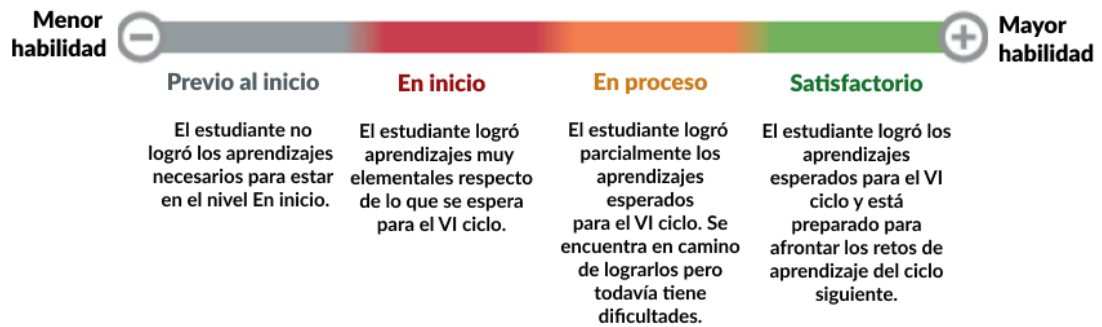 Menor
habilidad
Mayor
habilidad
Previo al inicio
El estudiante no
logró los aprendizajes
necesarios para estar
en el nivel En inicio.
En inicio
El estudiante logró
aprendizajes muy
elementales respecto
de lo que se espera
para el VI ciclo.
En proceso
El estudiante logró
parcialmente los
aprendizajes
esperados
para el VI ciclo. Se
encuentra en camino
de lograrlos pero
todavía tiene
dificultades.
Satisfactorio
El estudiante logró los
aprendizajes
esperados para el VI
ciclo y está
preparado para
afrontar los retos de
aprendizaje del ciclo
siguiente.